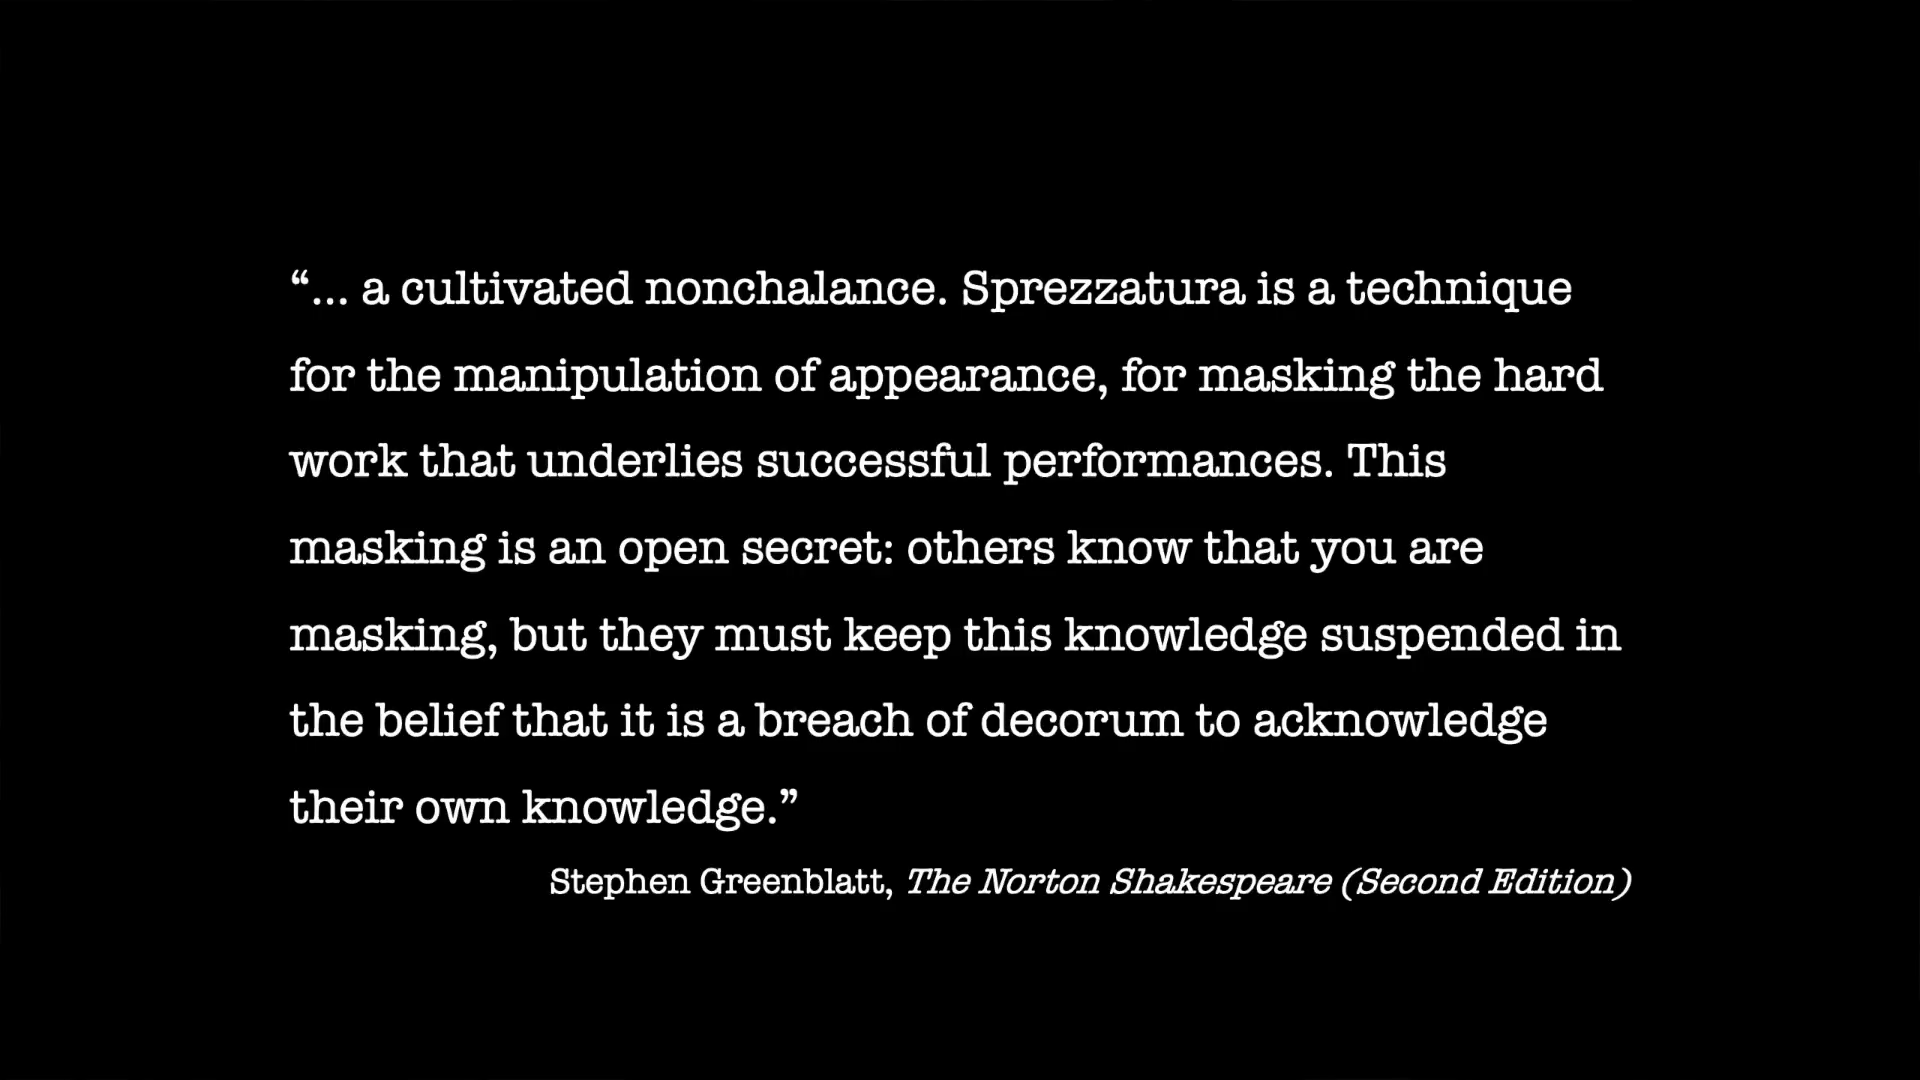 “... a cultivated nonchalance. Sprezzatura is a technique
for the manipulation of appearance, for masking the hard
work that underlies successful performances. This
masking is an open secret: others know that you are
masking, but they must keep this knowledge suspended in
the belief that it is a breach of decorum to acknowledge
their own knowledge.”
Stephen Greenblatt, The Norton Shakespeare (Second Edition)